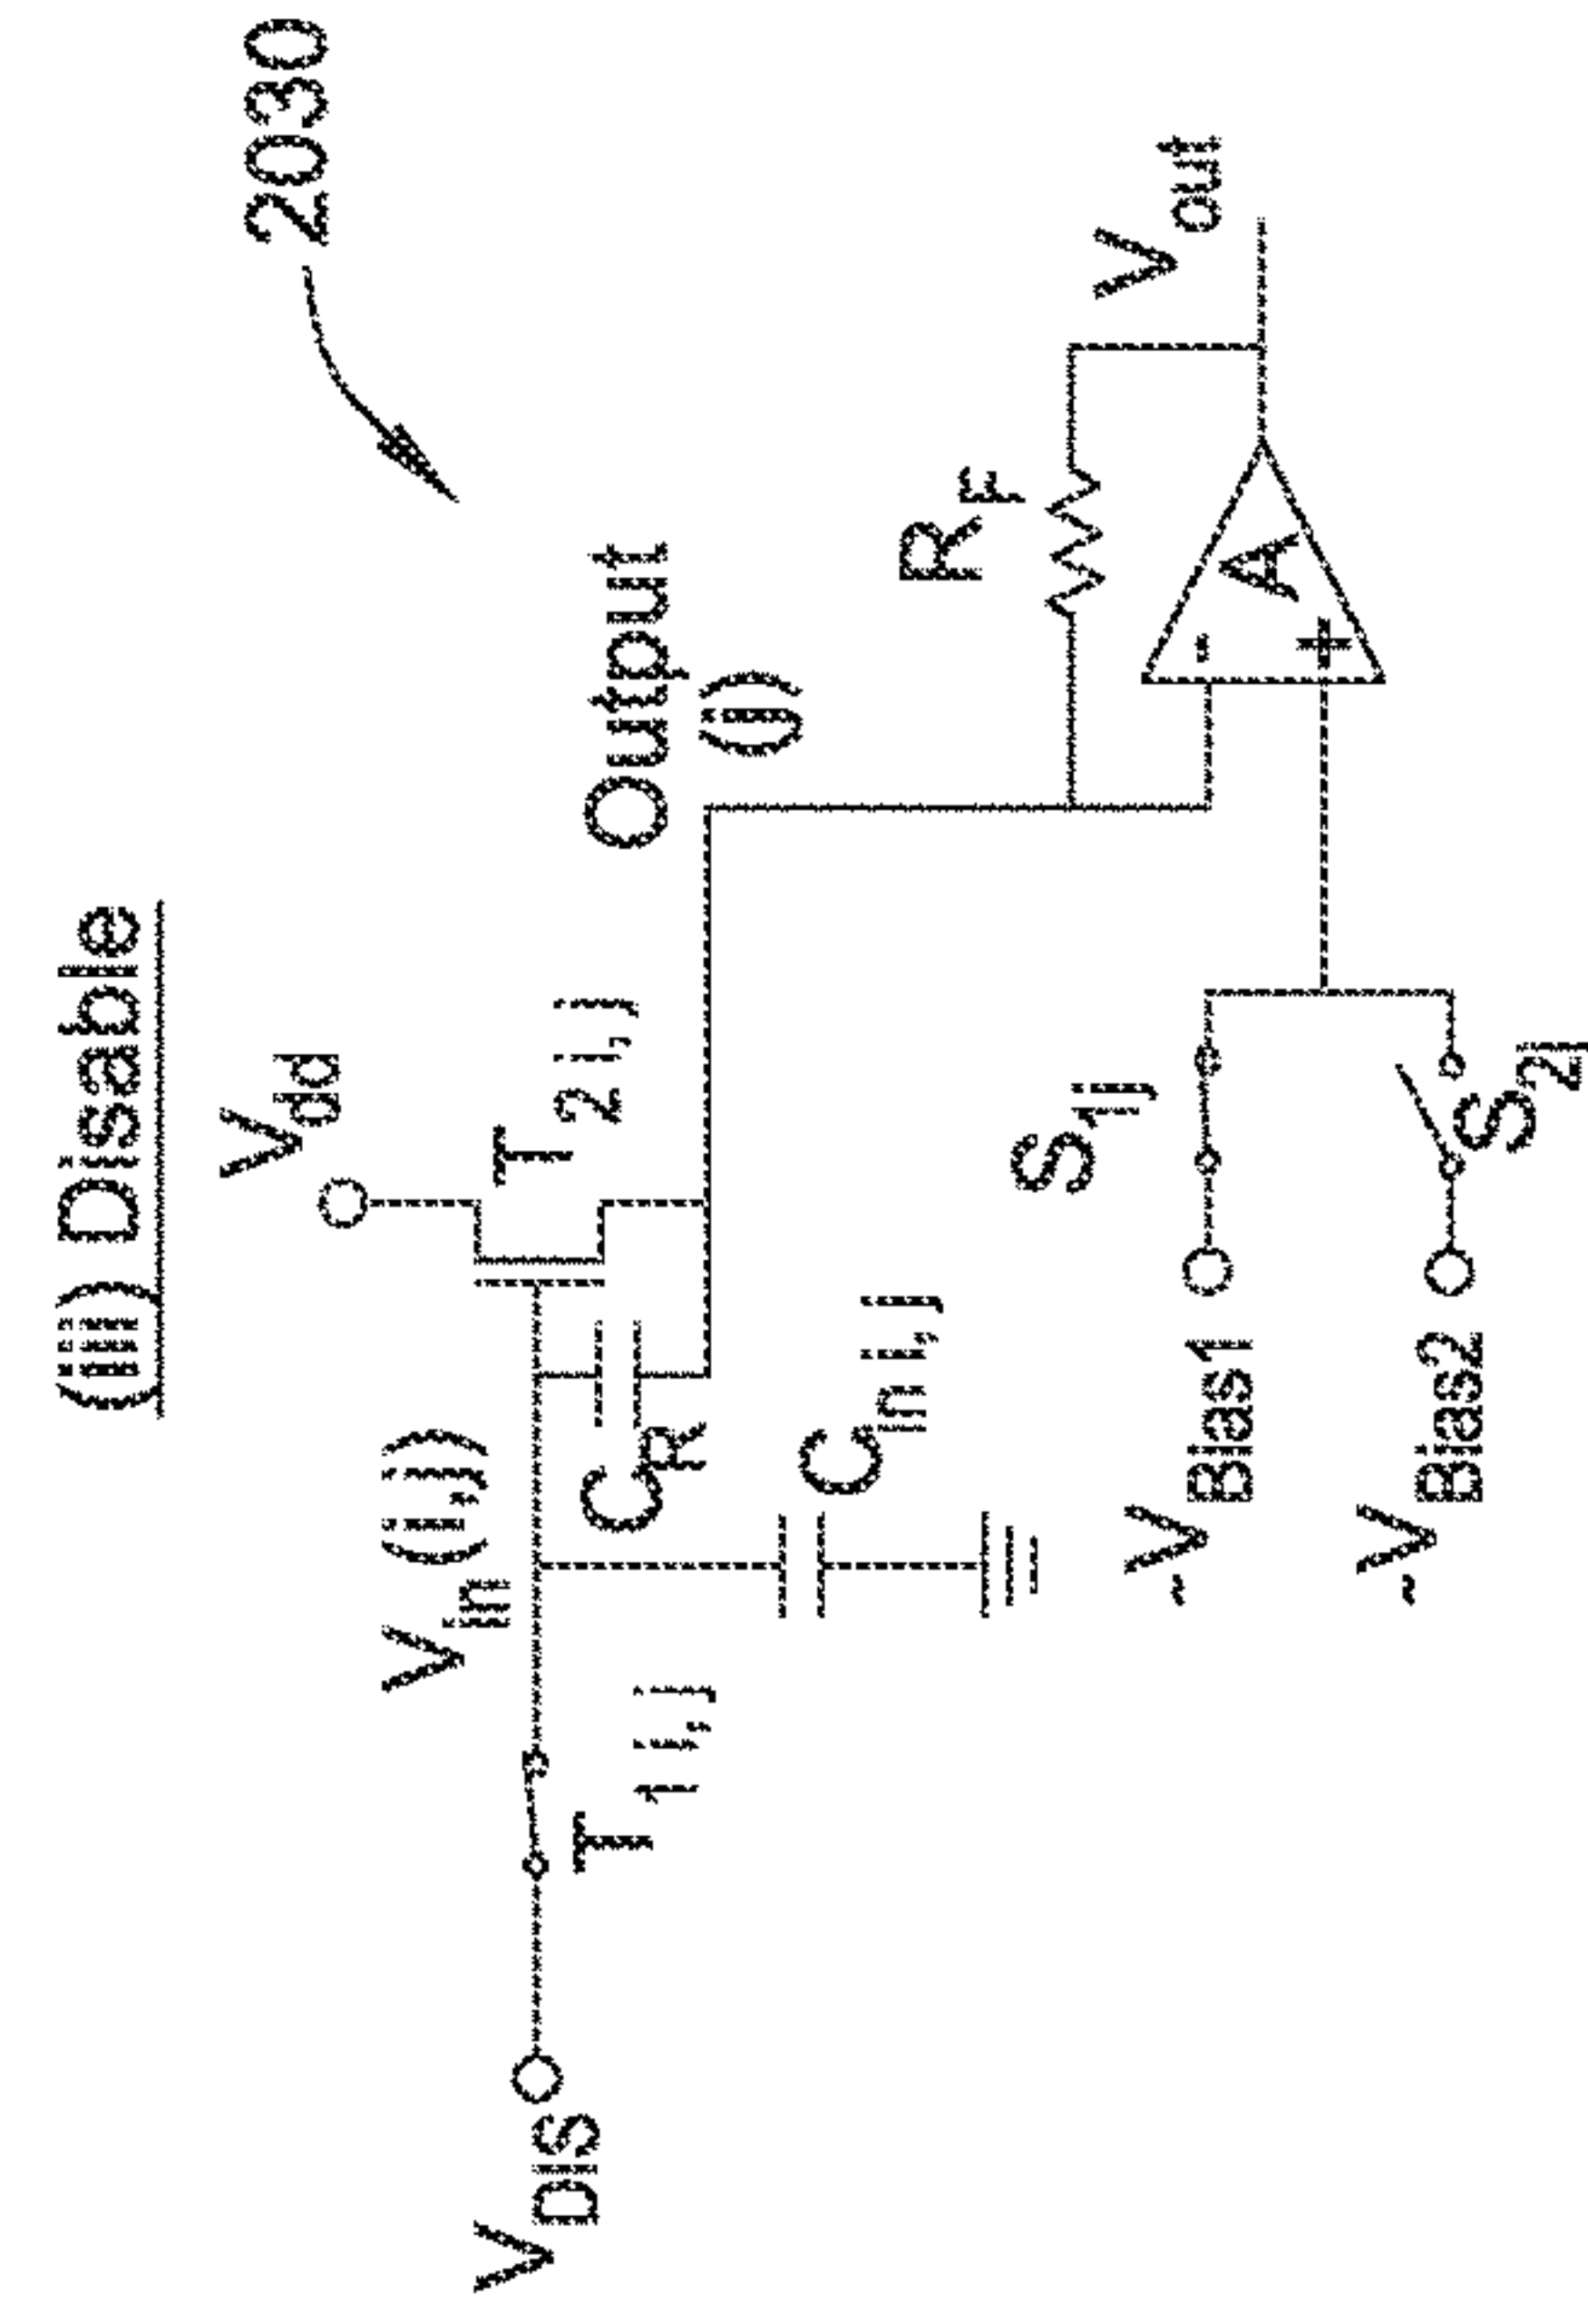 (iii) Disable
2030
V_dd
V_in (i,j)
T_2 i,j
Output
(j)
V_DIS
T_1 i,j
C_R
C_in i,j
R_F
V_out
-
A
+
S_1j
~V_Bias1
S_2j
~V_Bias2